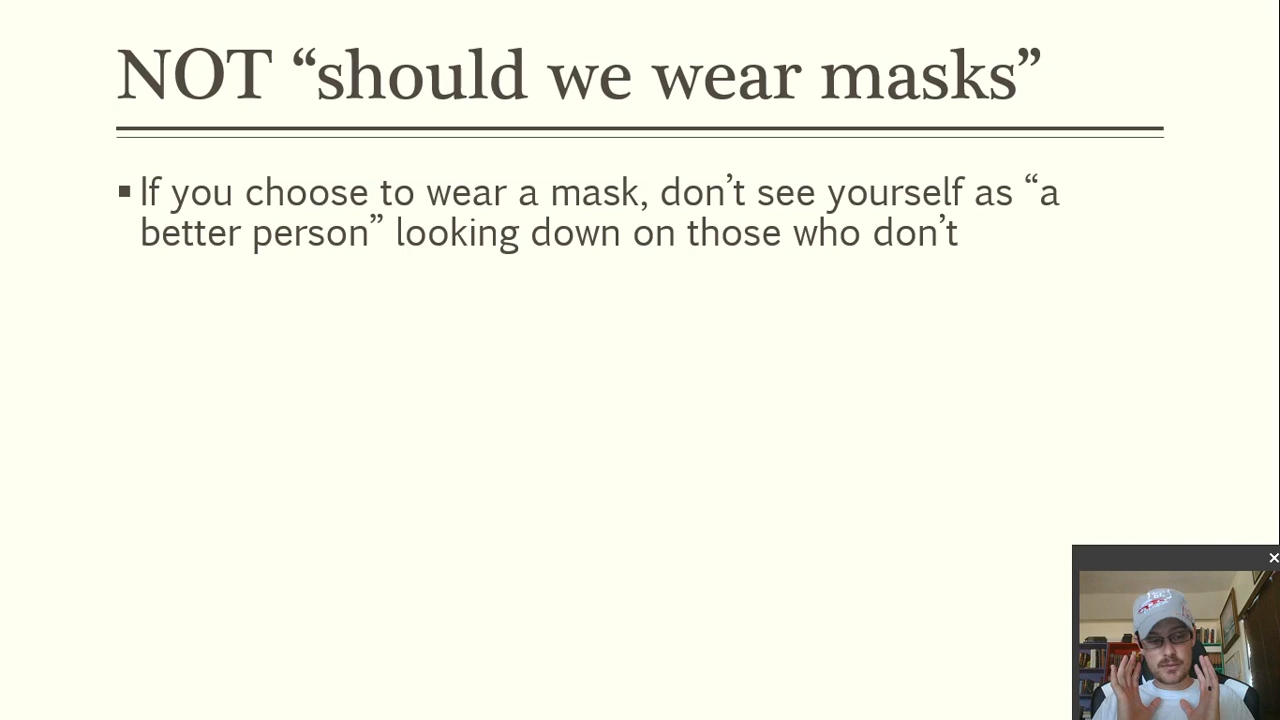 NOT “should we wear masks”
▪ If you choose to wear a mask, don’t see yourself as “a
better person” looking down on those who don’t